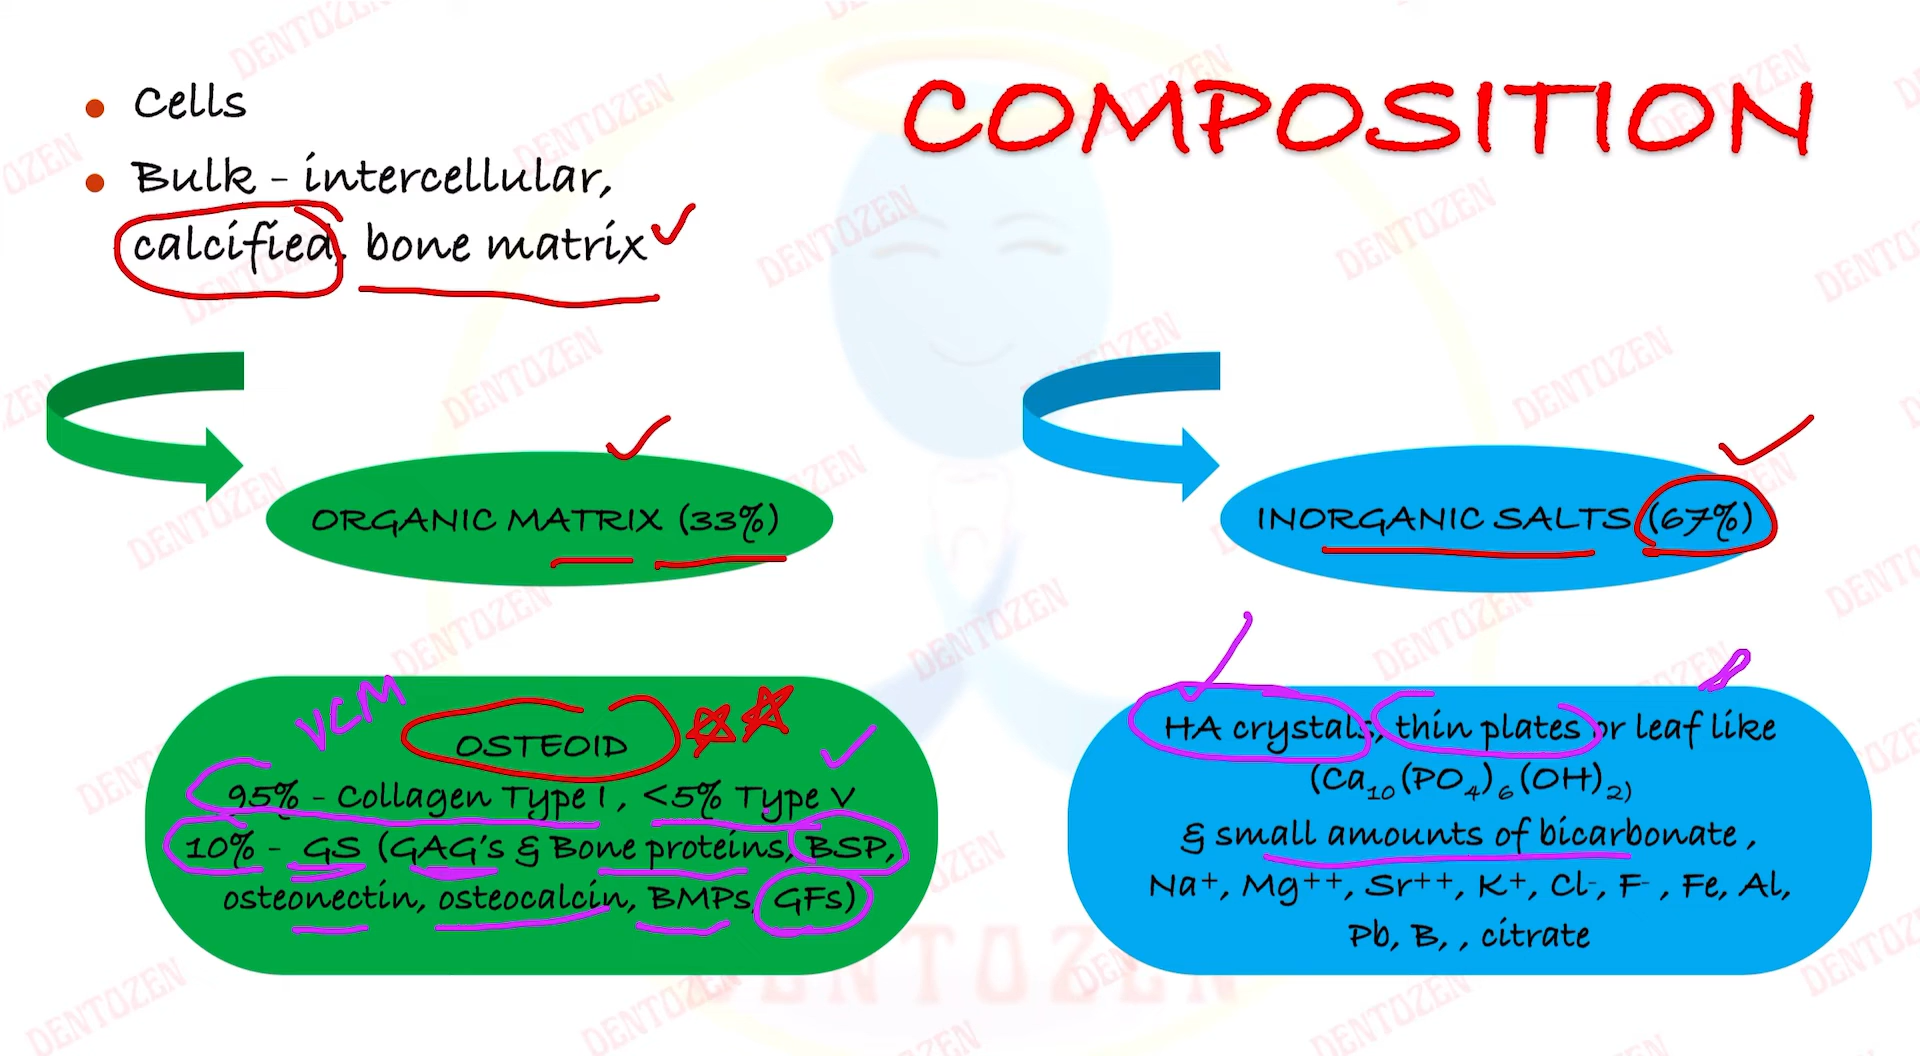 COMPOSITION
Cells
Bulk - intercellular,
calcified, bone matrix
ORGANIC MATRIX (33%)
INORGANIC SALTS (67%)
VCM
OSTEOID
95% - Collagen Type I , <5% Type V
10% - GS (GAG's & Bone proteins, BSP,
osteonectin, osteocalcin, BMPs, GFs)
HA crystals, thin plates or leaf like
(Ca10(PO4)6(OH)2)
& small amounts of bicarbonate ,
Na+, Mg++, Sr++, K+, Cl-, F- , Fe, Al,
Pb, B, , citrate
DENTOZEN